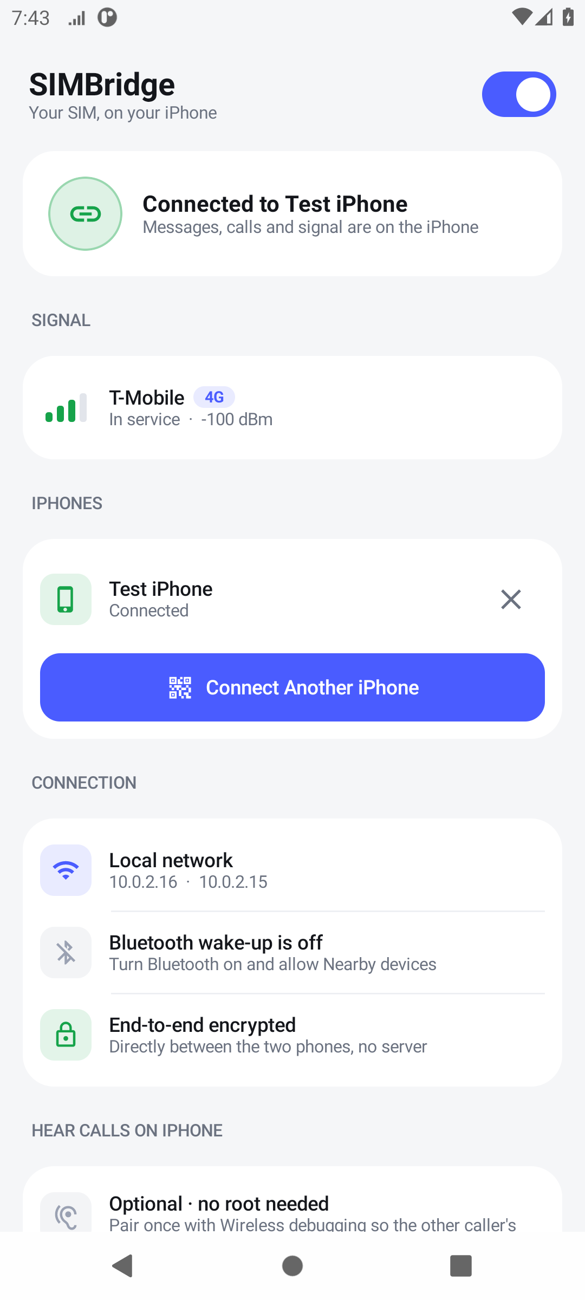 7:43
SIMBridge
Your SIM, on your iPhone
Connected to Test iPhone
Messages, calls and signal are on the iPhone
SIGNAL
T-Mobile 4G
In service · -100 dBm
IPHONES
Test iPhone
Connected
Connect Another iPhone
CONNECTION
Local network
10.0.2.16 · 10.0.2.15
Bluetooth wake-up is off
Turn Bluetooth on and allow Nearby devices
End-to-end encrypted
Directly between the two phones, no server
HEAR CALLS ON IPHONE
Optional · no root needed
Pair once with Wireless debugging so the other caller's